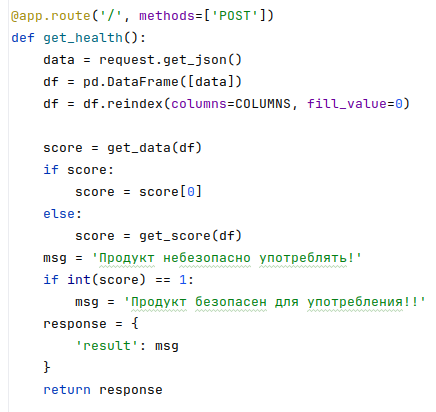 @app.route('/', methods=['POST'])
def get_health():
    data = request.get_json()
    df = pd.DataFrame([data])
    df = df.reindex(columns=COLUMNS, fill_value=0)

    score = get_data(df)
    if score:
        score = score[0]
    else:
        score = get_score(df)
    msg = 'Продукт небезопасно употреблять!'
    if int(score) == 1:
        msg = 'Продукт безопасен для употребления!!'
    response = {
        'result': msg
    }
    return response